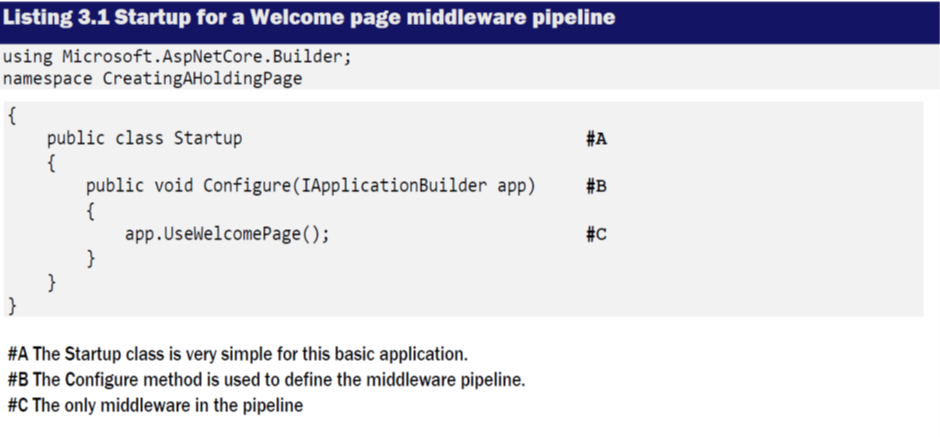 Listing 3.1 Startup for a Welcome page middleware pipeline
using Microsoft.AspNetCore.Builder;
namespace CreatingAHoldingPage
{
    public class Startup                                   #A
    {
        public void Configure(IApplicationBuilder app)     #B
        {
            app.UseWelcomePage();                          #C
        }
    }
}
#A The Startup class is very simple for this basic application.
#B The Configure method is used to define the middleware pipeline.
#C The only middleware in the pipeline